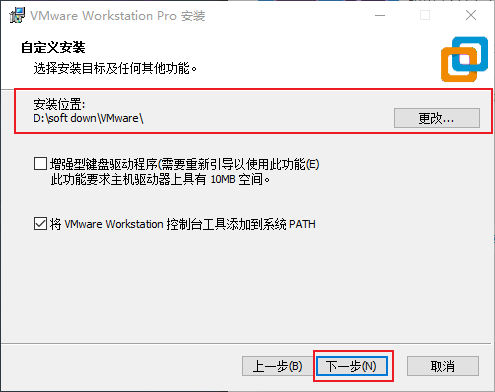 VMware Workstation Pro 安装
自定义安装
选择安装目标及任何其他功能。
安装位置:
D:\soft down\VMware\
更改...
增强型键盘驱动程序(需要重新引导以使用此功能(E)
此功能要求主机驱动器上具有 10MB 空间。
将 VMware Workstation 控制台工具添加到系统 PATH
上一步(B)
下一步(N)
取消